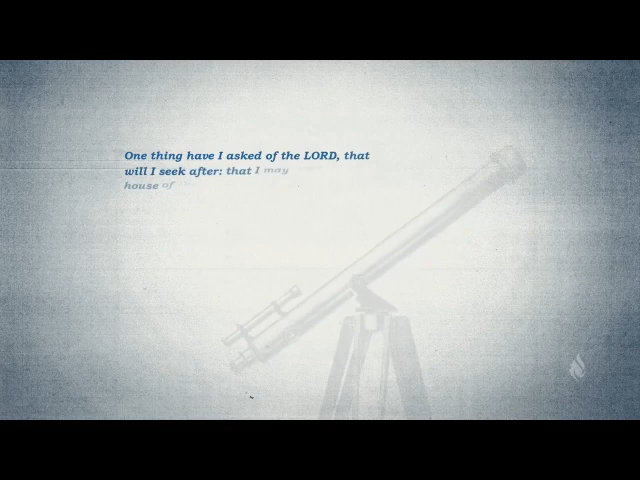 One thing have I asked of the LORD, that
will I seek after: that I may
house of